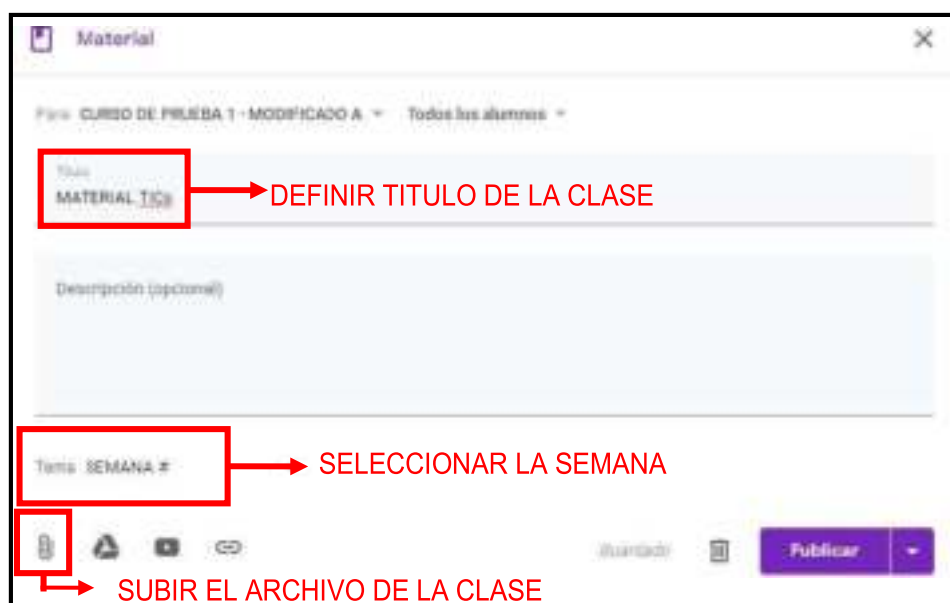 Material
Para CURSO DE PRUEBA 1 - MODIFICADO A Todos los alumnos
Título
MATERIAL TICs
DEFINIR TITULO DE LA CLASE
Descripción (opcional)
Tema SEMANA #
SELECCIONAR LA SEMANA
Guardado
Publicar
SUBIR EL ARCHIVO DE LA CLASE